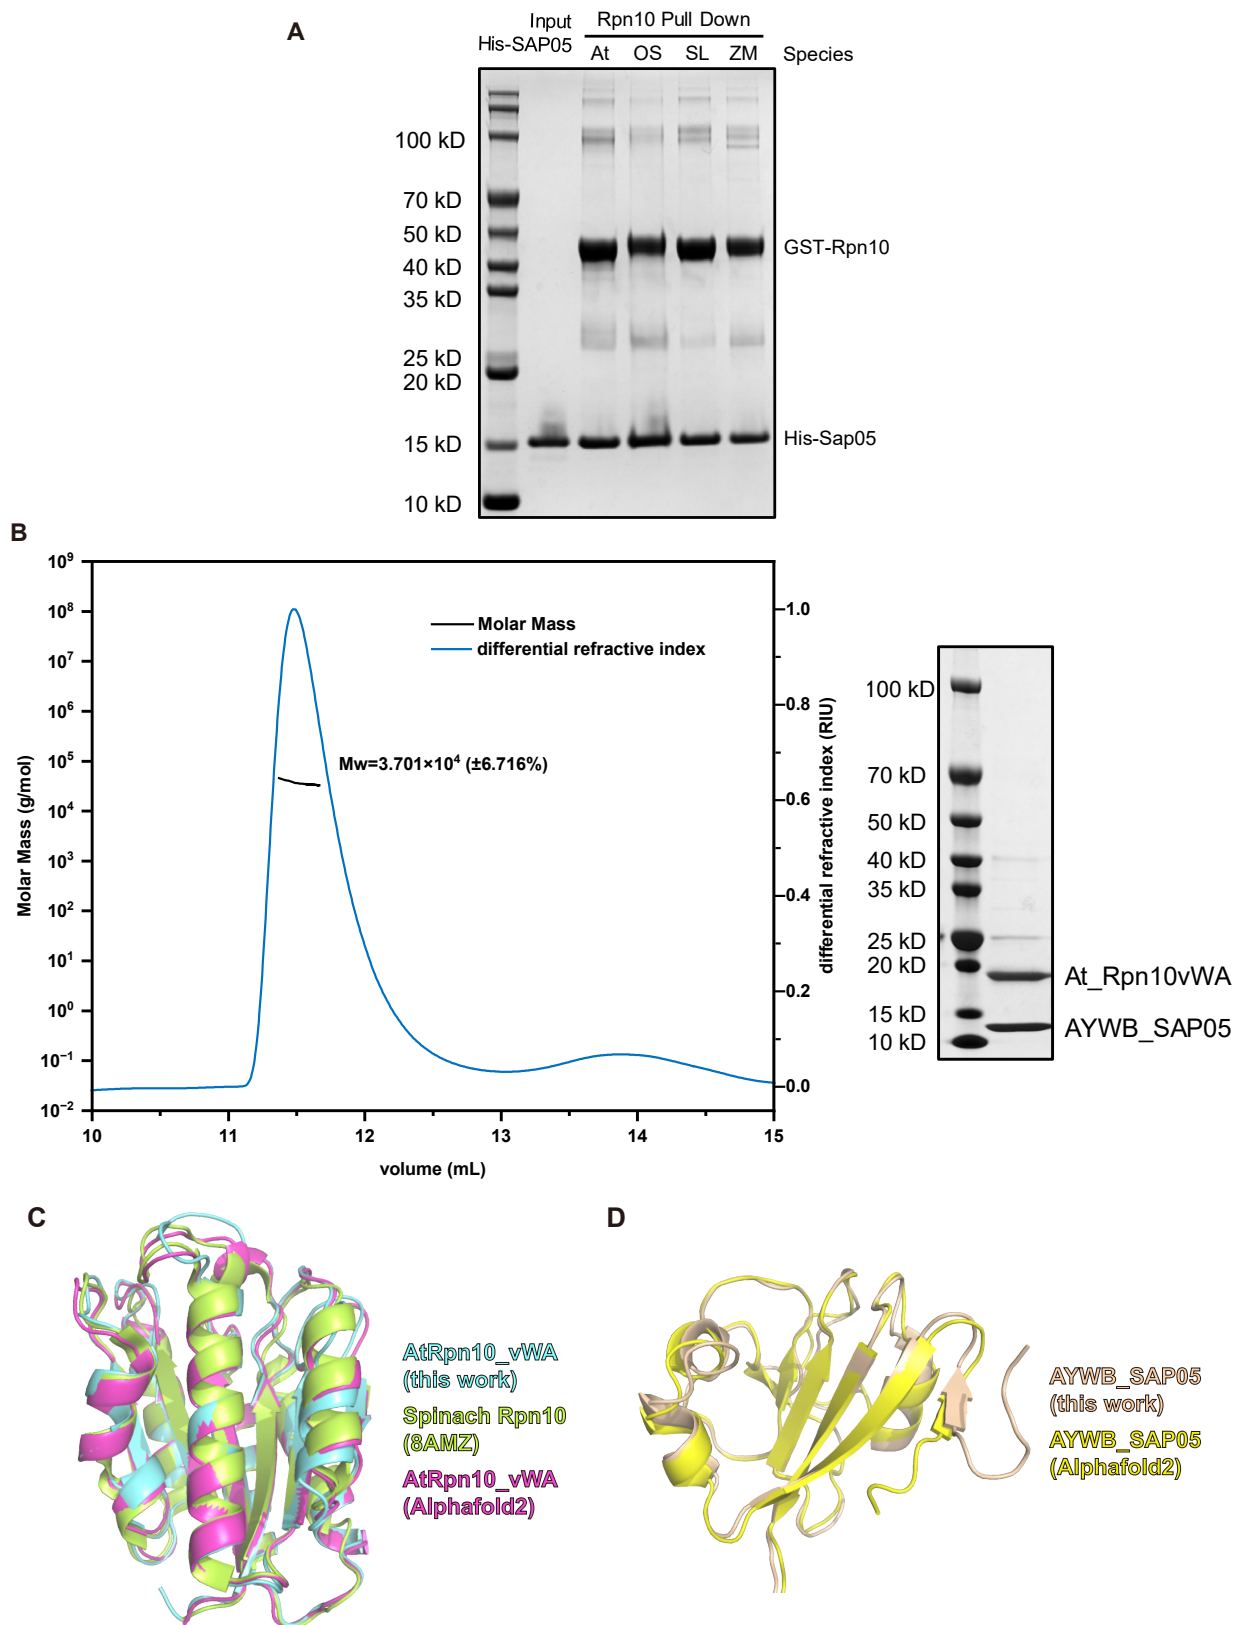 A
Input
His-SAP05
Rpn10 Pull Down
At OS SL ZM Species
100 kD
70 kD
50 kD
40 kD
35 kD
25 kD
20 kD
15 kD
10 kD
GST-Rpn10
His-Sap05
B
10⁹
10⁸
10⁷
10⁶
10⁵
10⁴
10³
10²
10¹
10⁰
10⁻¹
10⁻²
Molar Mass (g/mol)
Molar Mass
differential refractive index
Mw=3.701×10⁴ (±6.716%)
1.0
0.8
0.6
0.4
0.2
0.0
differential refractive index (RIU)
10 11 12 13 14 15
volume (mL)
100 kD
70 kD
50 kD
40 kD
35 kD
25 kD
20 kD
15 kD
10 kD
At_Rpn10vWA
AYWB_SAP05
C
AtRpn10_vWA
(this work)
Spinach Rpn10
(8AMZ)
AtRpn10_vWA
(Alphafold2)
D
AYWB_SAP05
(this work)
AYWB_SAP05
(Alphafold2)